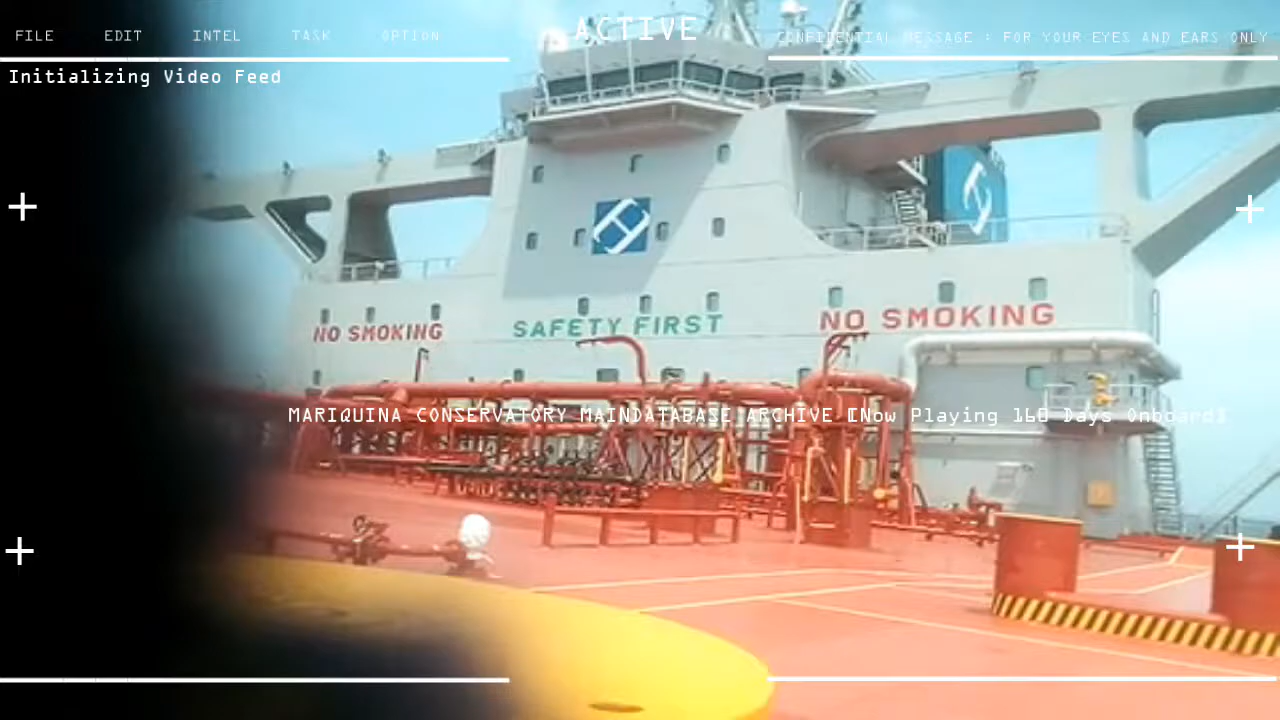 FILE EDIT INTEL TASK OPTION
ACTIVE
CONFIDENTIAL MESSAGE : FOR YOUR EYES AND EARS ONLY
Initializing Video Feed
NO SMOKING SAFETY FIRST NO SMOKING
MARIQUINA CONSERVATORY MAINDATABASE ARCHIVE [Now Playing 160 Days Onboard]